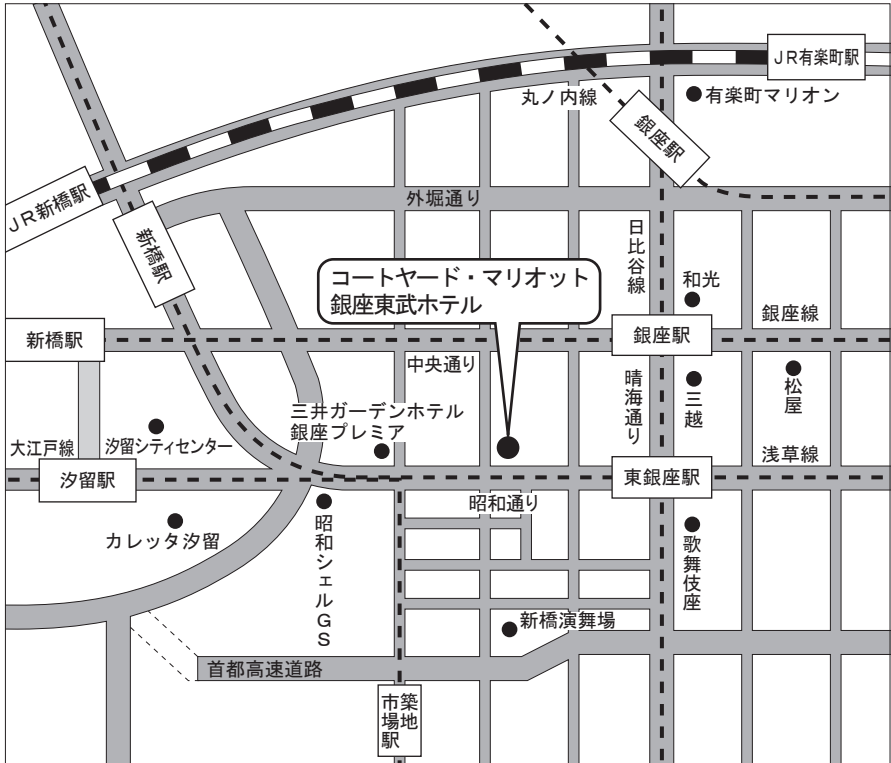 JR有楽町駅
有楽町マリオン
丸ノ内線
銀座駅
JR新橋駅
外堀通り
新橋駅
日比谷線
コートヤード・マリオット
銀座東武ホテル
和光
銀座線
新橋駅
銀座駅
中央通り
晴海通り
三越
松屋
三井ガーデンホテル
銀座プレミア
大江戸線
汐留シティセンター
浅草線
汐留駅
東銀座駅
昭和通り
カレッタ汐留
昭和シェルGS
歌舞伎座
新橋演舞場
首都高速道路
築地
市場駅